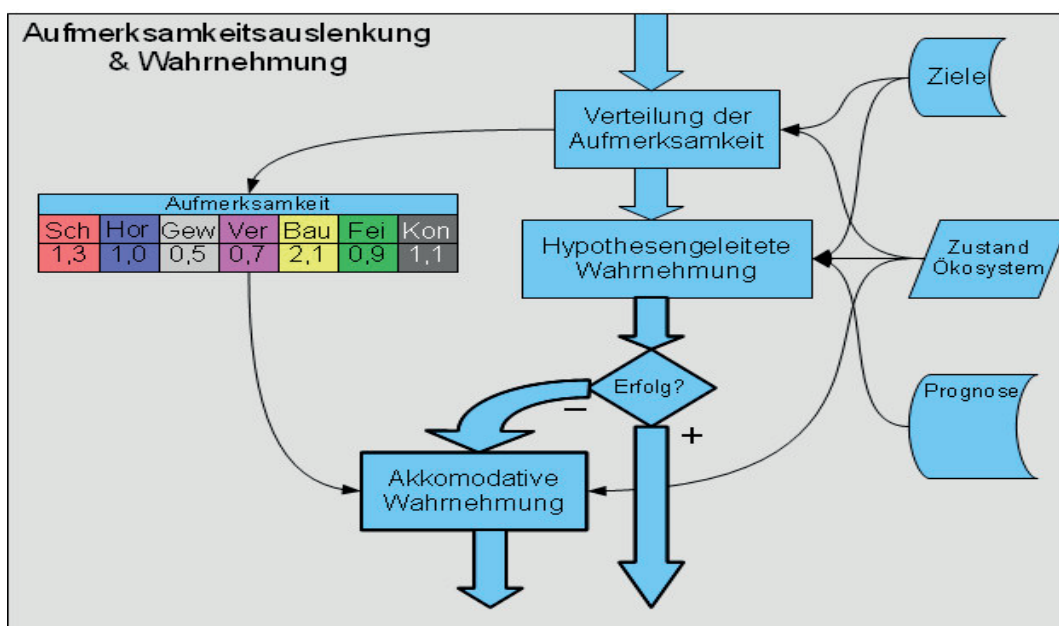 Aufmerksamkeitsauslenkung
& Wahrnehmung
Verteilung der
Aufmerksamkeit
Ziele
Aufmerksamkeit
Sch Hor Gew Ver Bau Fei Kon
1,3 1,0 0,5 0,7 2,1 0,9 1,1
Hypothesengeleitete
Wahrnehmung
Zustand
Ökosystem
Erfolg?
Prognose
–
+
Akkomodative
Wahrnehmung